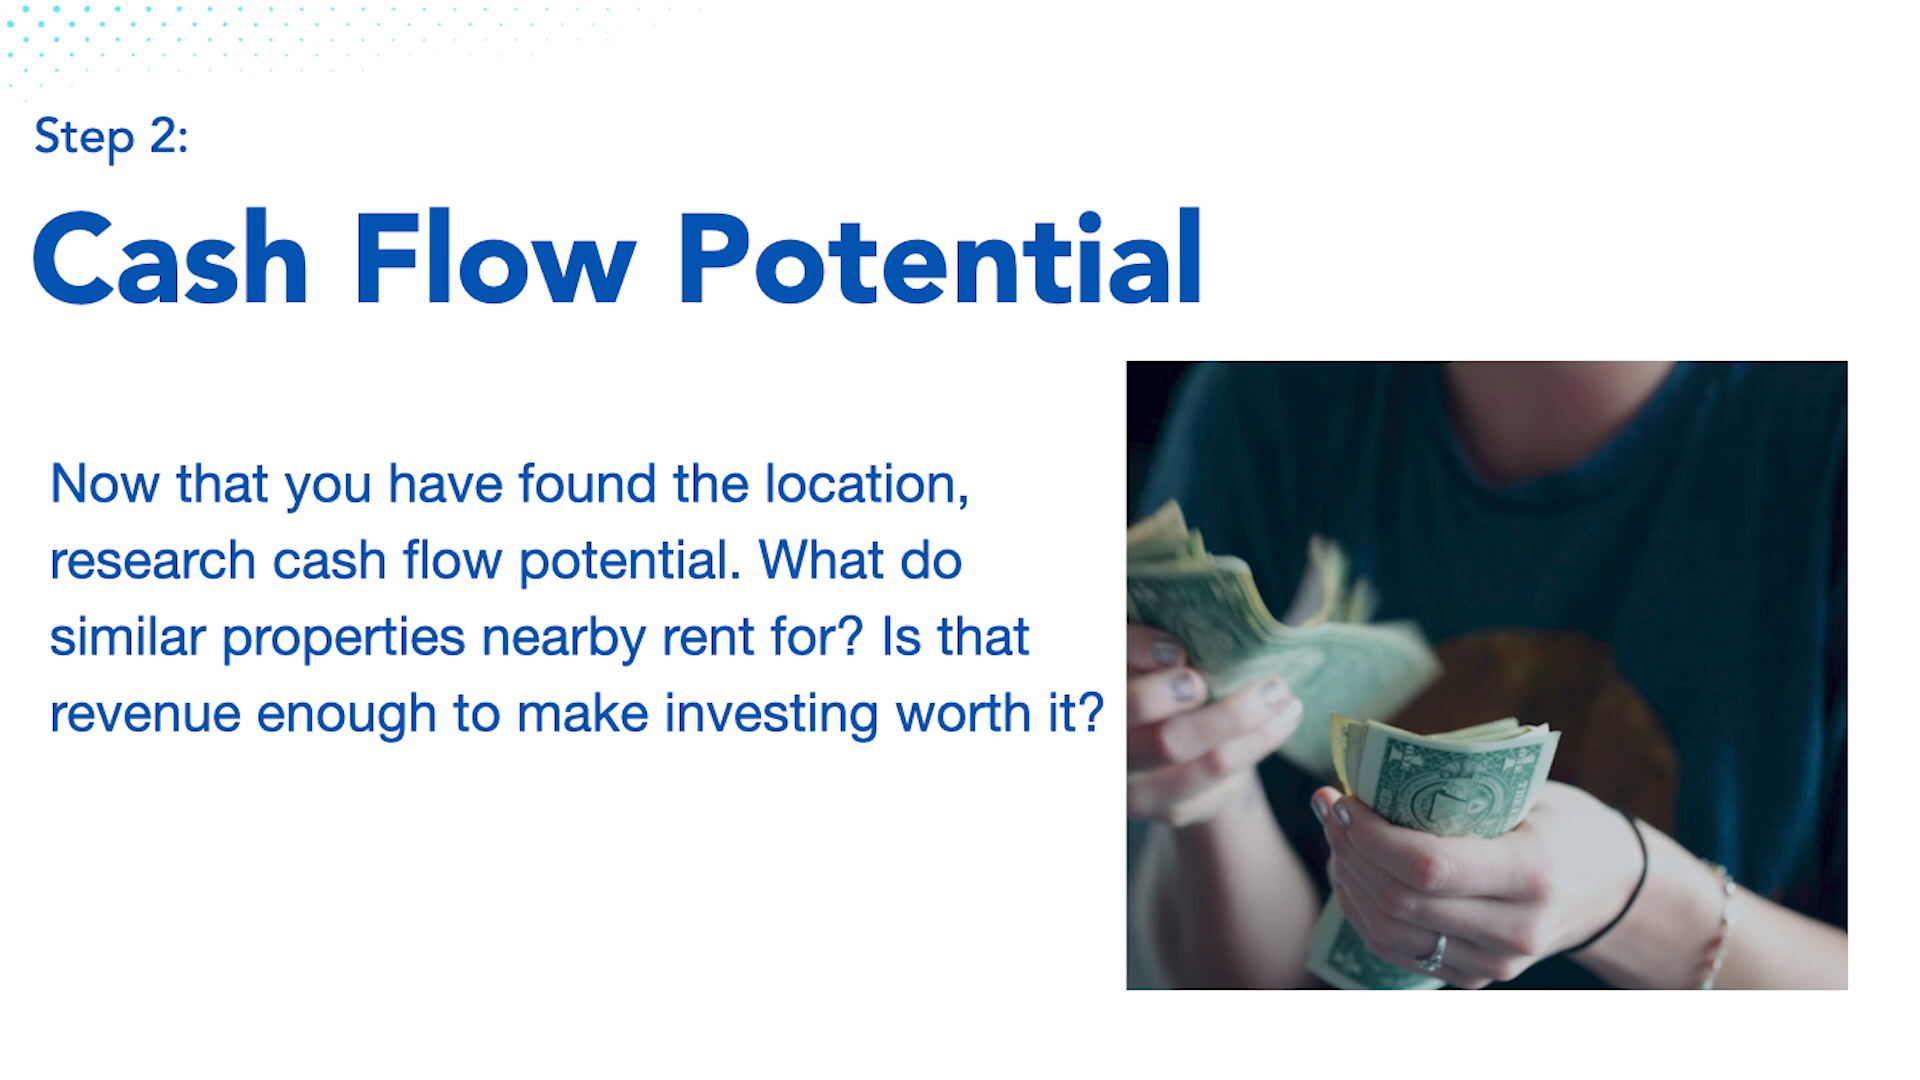 Step 2:
Cash Flow Potential
Now that you have found the location,
research cash flow potential. What do
similar properties nearby rent for? Is that
revenue enough to make investing worth it?